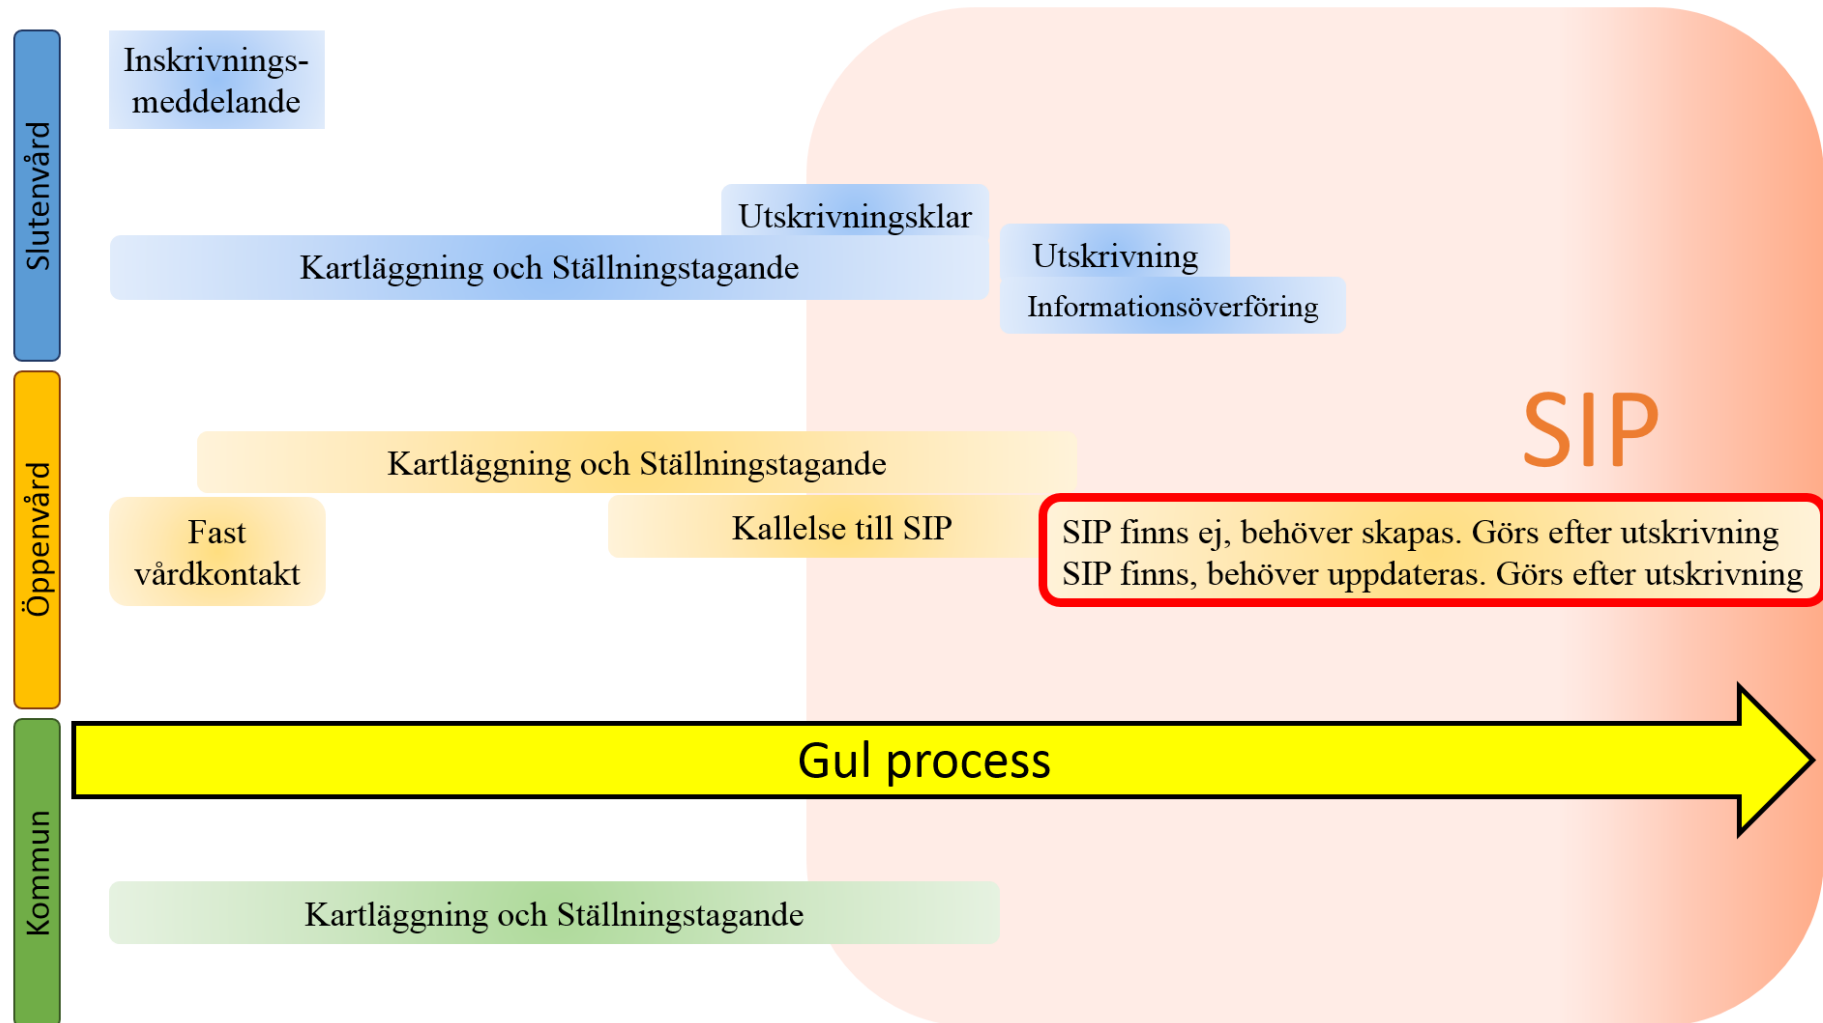 Slutenvård
Inskrivnings-
meddelande
Utskrivningsklar
Kartläggning och Ställningstagande
Utskrivning
Informationsöverföring
SIP
Öppenvård
Kartläggning och Ställningstagande
Fast
vårdkontakt
Kallelse till SIP
SIP finns ej, behöver skapas. Görs efter utskrivning
SIP finns, behöver uppdateras. Görs efter utskrivning
Gul process
Kommun
Kartläggning och Ställningstagande